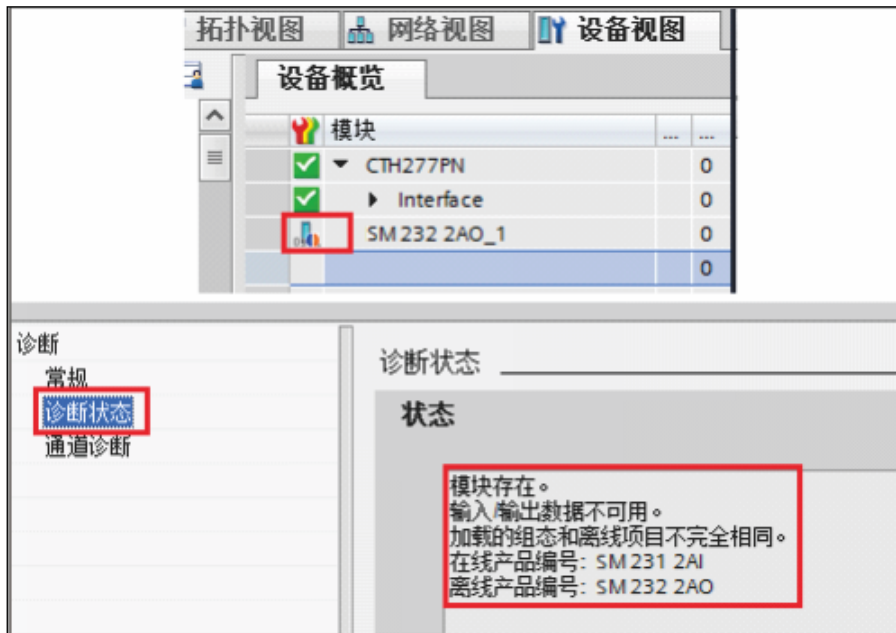 拓扑视图 网络视图 设备视图
设备概览
模块 ... ...
CTH277PN 0
Interface 0
SM 232 2AO_1 0
0
诊断
常规
诊断状态
通道诊断
诊断状态
状态
模块存在。
输入/输出数据不可用。
加载的组态和离线项目不完全相同。
在线产品编号: SM 231 2AI
离线产品编号: SM 232 2AO